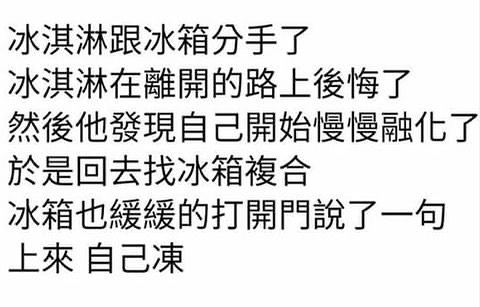 冰淇淋跟冰箱分手了
冰淇淋在離開的路上後悔了
然後他發現自己開始慢慢融化了
於是回去找冰箱複合
冰箱也緩緩的打開門說了一句
上來 自己凍